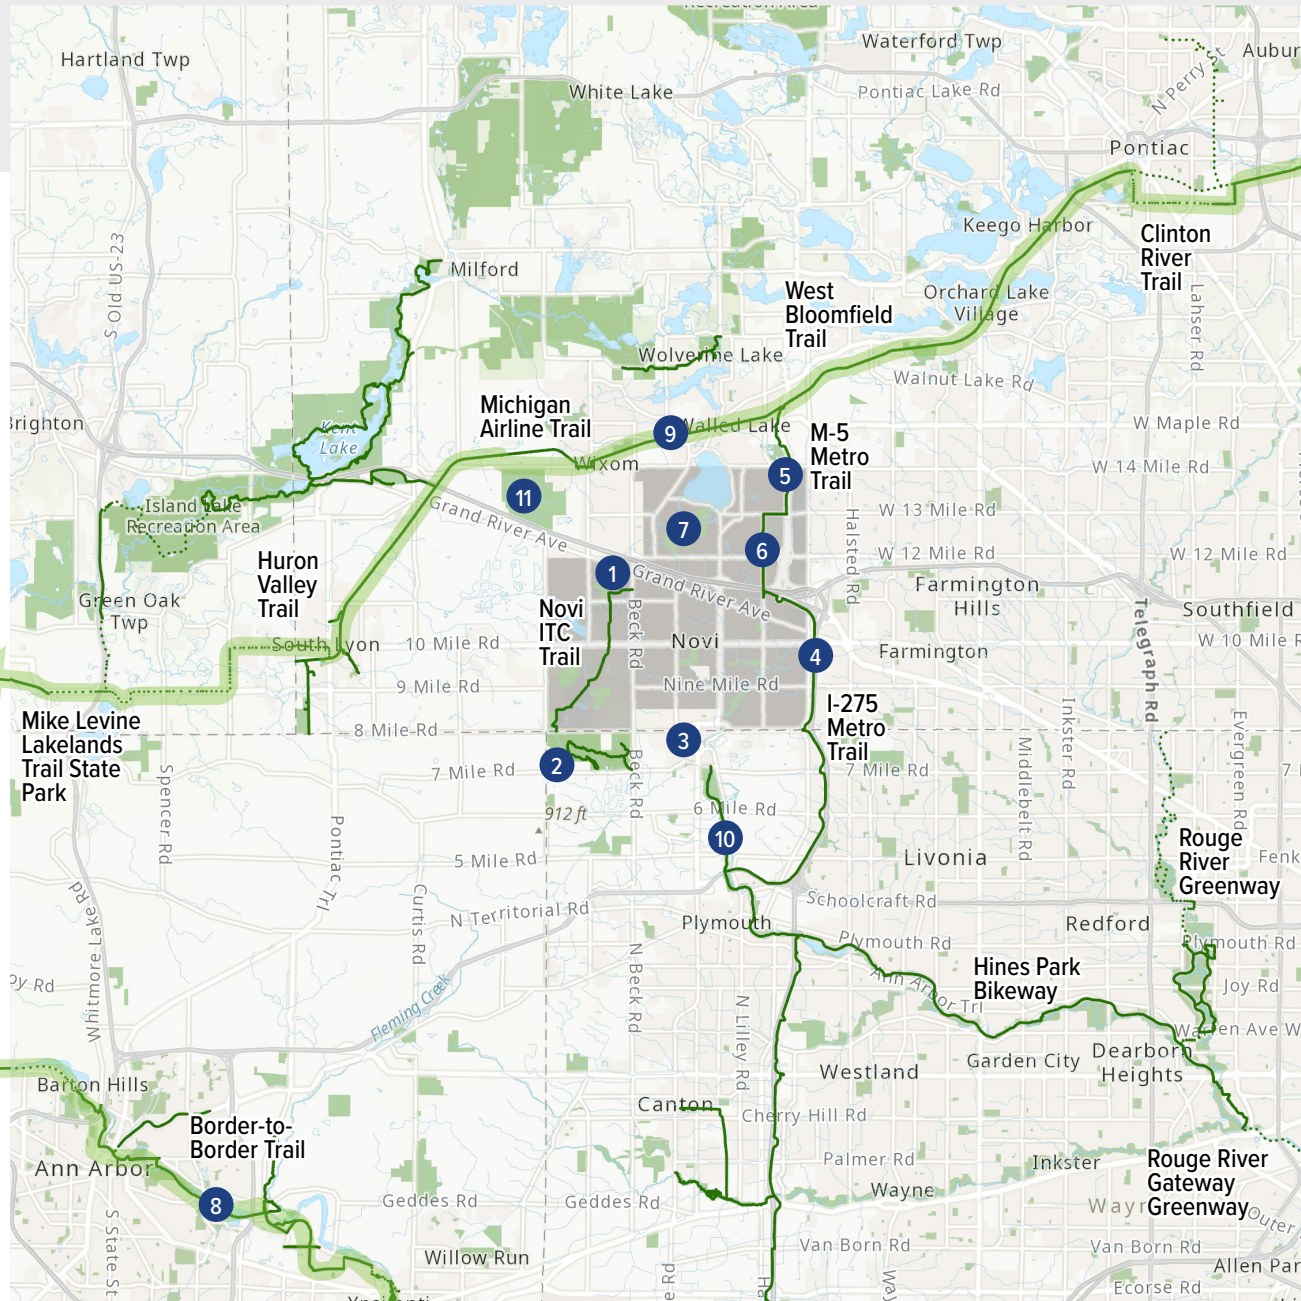 Recreation Area
Hartland Twp
Waterford Twp
Aubur
White Lake
Pontiac Lake Rd
N Perry St
Pontiac
S Old US-23
Keego Harbor
Clinton
River
Trail
Milford
West
Bloomfield
Trail
Orchard Lake
Village
Lahser Rd
Wolverine Lake
Walnut Lake Rd
Michigan
Airline Trail
Brighton
Kent
Lake
9
Walled Lake
M-5
Metro
Trail
W Maple Rd
Wixom
5
W 14 Mile Rd
11
Island Lake
Recreation Area
Grand River Ave
7
Halsted Rd
W 13 Mile Rd
6
W 12 Mile Rd
W 12 Mile Rd
Huron
Valley
Trail
1
Grand River Ave
Farmington
Hills
Green Oak
Twp
Novi
ITC
Trail
Beck Rd
Telegraph Rd
Southfield
South Lyon
10 Mile Rd
Novi
4
Farmington
W 10 Mile R
9 Mile Rd
Nine Mile Rd
Mike Levine
Lakelands
Trail State
Park
I-275
Metro
Trail
Inkster Rd
Evergreen Rd
8 Mile Rd
3
Middlebelt Rd
2
7 Mile Rd
Beck Rd
7 Mile Rd
7
Spencer Rd
912 ft
6 Mile Rd
Pontiac Trl
10
Rouge
River
Greenway
5 Mile Rd
Livonia
Fenk
Whitmore Lake Rd
Curtis Rd
N Territorial Rd
Schoolcraft Rd
Plymouth
Redford
Plymouth Rd
Plymouth Rd
N Beck Rd
Ann Arbor Trl
Hines Park
Bikeway
Joy Rd
oy Rd
Fleming Creek
N Lilley Rd
Warren Ave W
Garden City
Dearborn
Heights
Westland
Barton Hills
Canton
Cherry Hill Rd
Border-to-
Border Trail
Ann Arbor
Palmer Rd
Inkster
Rouge River
Gateway
Greenway
Wayne
8
Geddes Rd
Geddes Rd
Wayn
Outer
S State St
Willow Run
Van Born Rd
Van Born Rd
Allen Par
Ecorse Rd
Ypsilanti